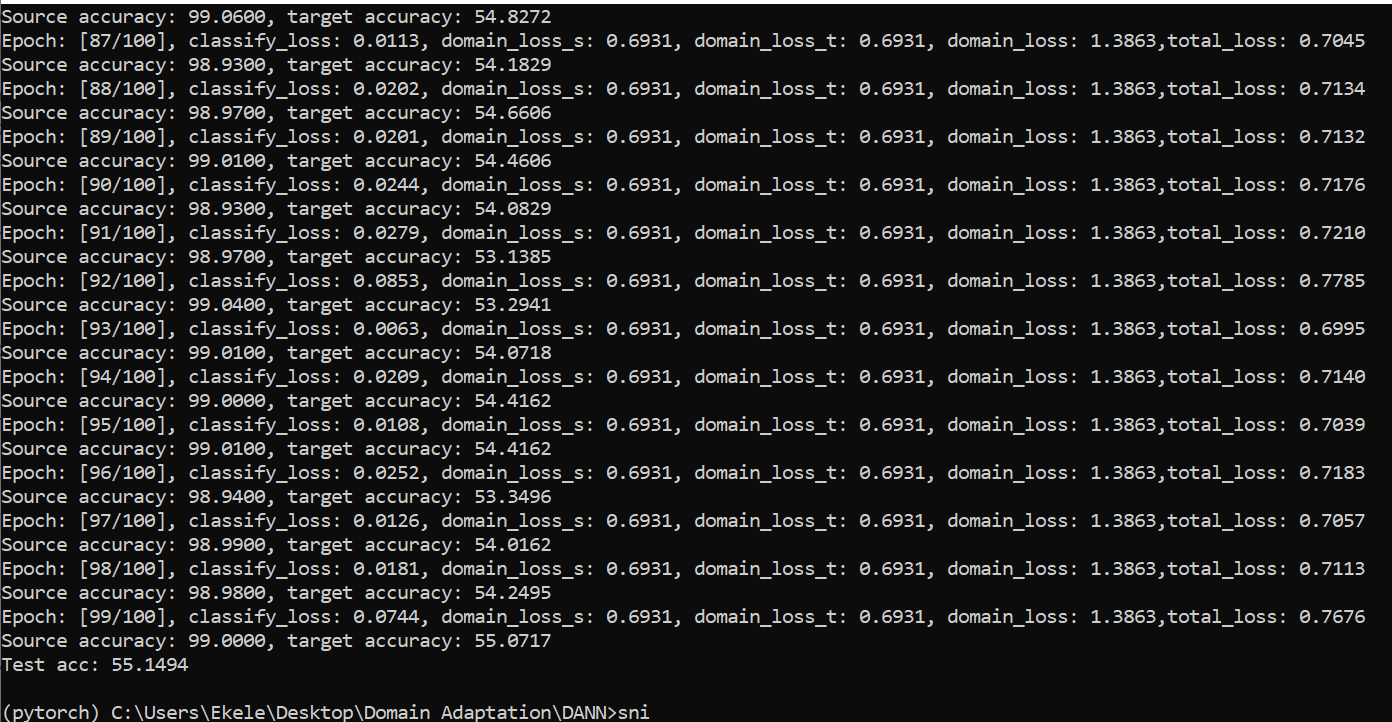 Source accuracy: 99.0600, target accuracy: 54.8272
Epoch: [87/100], classify_loss: 0.0113, domain_loss_s: 0.6931, domain_loss_t: 0.6931, domain_loss: 1.3863,total_loss: 0.7045
Source accuracy: 98.9300, target accuracy: 54.1829
Epoch: [88/100], classify_loss: 0.0202, domain_loss_s: 0.6931, domain_loss_t: 0.6931, domain_loss: 1.3863,total_loss: 0.7134
Source accuracy: 98.9700, target accuracy: 54.6606
Epoch: [89/100], classify_loss: 0.0201, domain_loss_s: 0.6931, domain_loss_t: 0.6931, domain_loss: 1.3863,total_loss: 0.7132
Source accuracy: 99.0100, target accuracy: 54.4606
Epoch: [90/100], classify_loss: 0.0244, domain_loss_s: 0.6931, domain_loss_t: 0.6931, domain_loss: 1.3863,total_loss: 0.7176
Source accuracy: 98.9300, target accuracy: 54.0829
Epoch: [91/100], classify_loss: 0.0279, domain_loss_s: 0.6931, domain_loss_t: 0.6931, domain_loss: 1.3863,total_loss: 0.7210
Source accuracy: 98.9700, target accuracy: 53.1385
Epoch: [92/100], classify_loss: 0.0853, domain_loss_s: 0.6931, domain_loss_t: 0.6931, domain_loss: 1.3863,total_loss: 0.7785
Source accuracy: 99.0400, target accuracy: 53.2941
Epoch: [93/100], classify_loss: 0.0063, domain_loss_s: 0.6931, domain_loss_t: 0.6931, domain_loss: 1.3863,total_loss: 0.6995
Source accuracy: 99.0100, target accuracy: 54.0718
Epoch: [94/100], classify_loss: 0.0209, domain_loss_s: 0.6931, domain_loss_t: 0.6931, domain_loss: 1.3863,total_loss: 0.7140
Source accuracy: 99.0000, target accuracy: 54.4162
Epoch: [95/100], classify_loss: 0.0108, domain_loss_s: 0.6931, domain_loss_t: 0.6931, domain_loss: 1.3863,total_loss: 0.7039
Source accuracy: 99.0100, target accuracy: 54.4162
Epoch: [96/100], classify_loss: 0.0252, domain_loss_s: 0.6931, domain_loss_t: 0.6931, domain_loss: 1.3863,total_loss: 0.7183
Source accuracy: 98.9400, target accuracy: 53.3496
Epoch: [97/100], classify_loss: 0.0126, domain_loss_s: 0.6931, domain_loss_t: 0.6931, domain_loss: 1.3863,total_loss: 0.7057
Source accuracy: 98.9900, target accuracy: 54.0162
Epoch: [98/100], classify_loss: 0.0181, domain_loss_s: 0.6931, domain_loss_t: 0.6931, domain_loss: 1.3863,total_loss: 0.7113
Source accuracy: 98.9800, target accuracy: 54.2495
Epoch: [99/100], classify_loss: 0.0744, domain_loss_s: 0.6931, domain_loss_t: 0.6931, domain_loss: 1.3863,total_loss: 0.7676
Source accuracy: 99.0000, target accuracy: 55.0717
Test acc: 55.1494
(pytorch) C:\Users\Ekele\Desktop\Domain Adaptation\DANN>sni